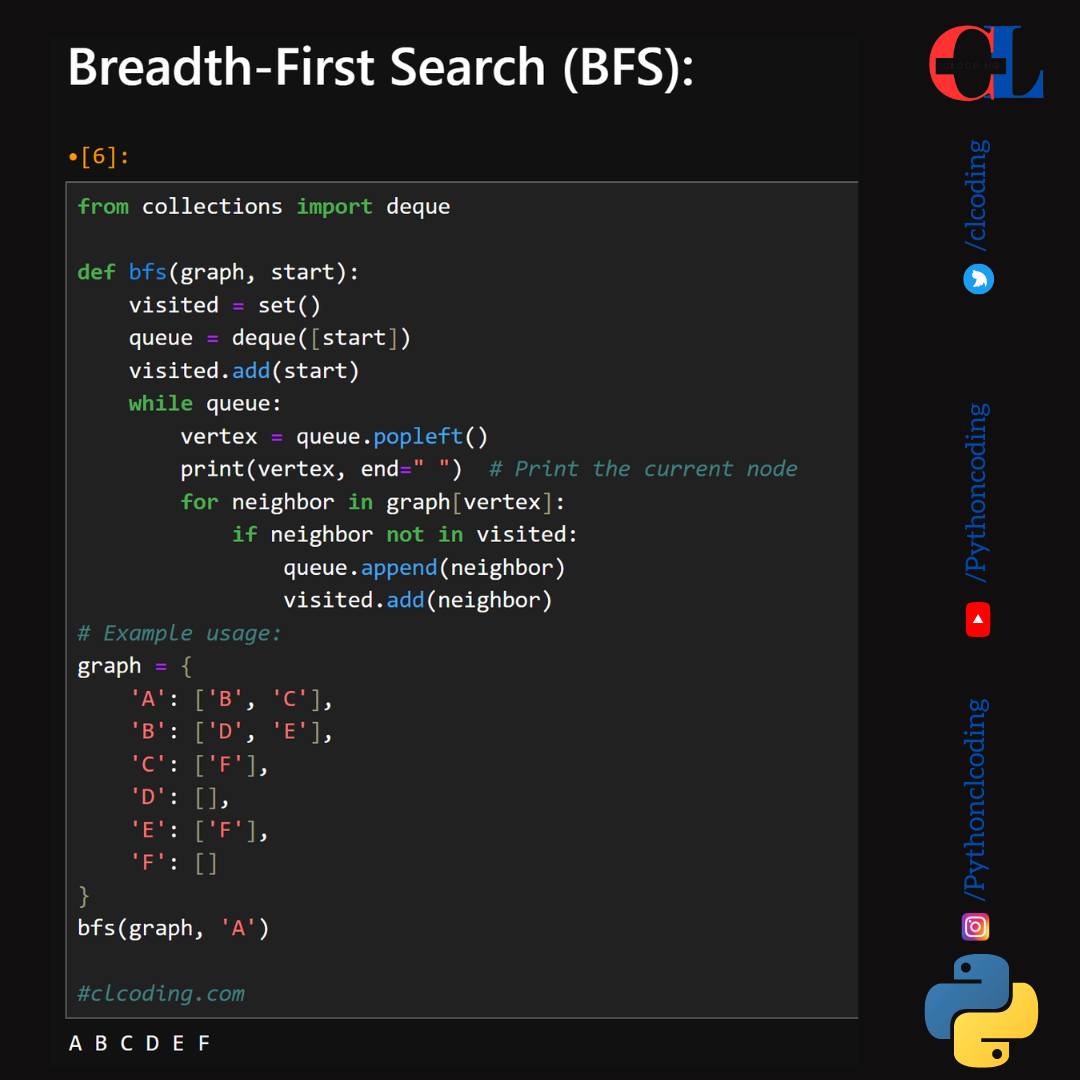 Breadth-First Search (BFS):
•[6]:
from collections import deque
def bfs(graph, start):
    visited = set()
    queue = deque([start])
    visited.add(start)
    while queue:
        vertex = queue.popleft()
        print(vertex, end=" ")  # Print the current node
        for neighbor in graph[vertex]:
            if neighbor not in visited:
                queue.append(neighbor)
                visited.add(neighbor)
# Example usage:
graph = {
    'A': ['B', 'C'],
    'B': ['D', 'E'],
    'C': ['F'],
    'D': [],
    'E': ['F'],
    'F': []
}
bfs(graph, 'A')
#clcoding.com
A B C D E F
CL
/clcoding
/Pythoncoding
/Pythonclcoding